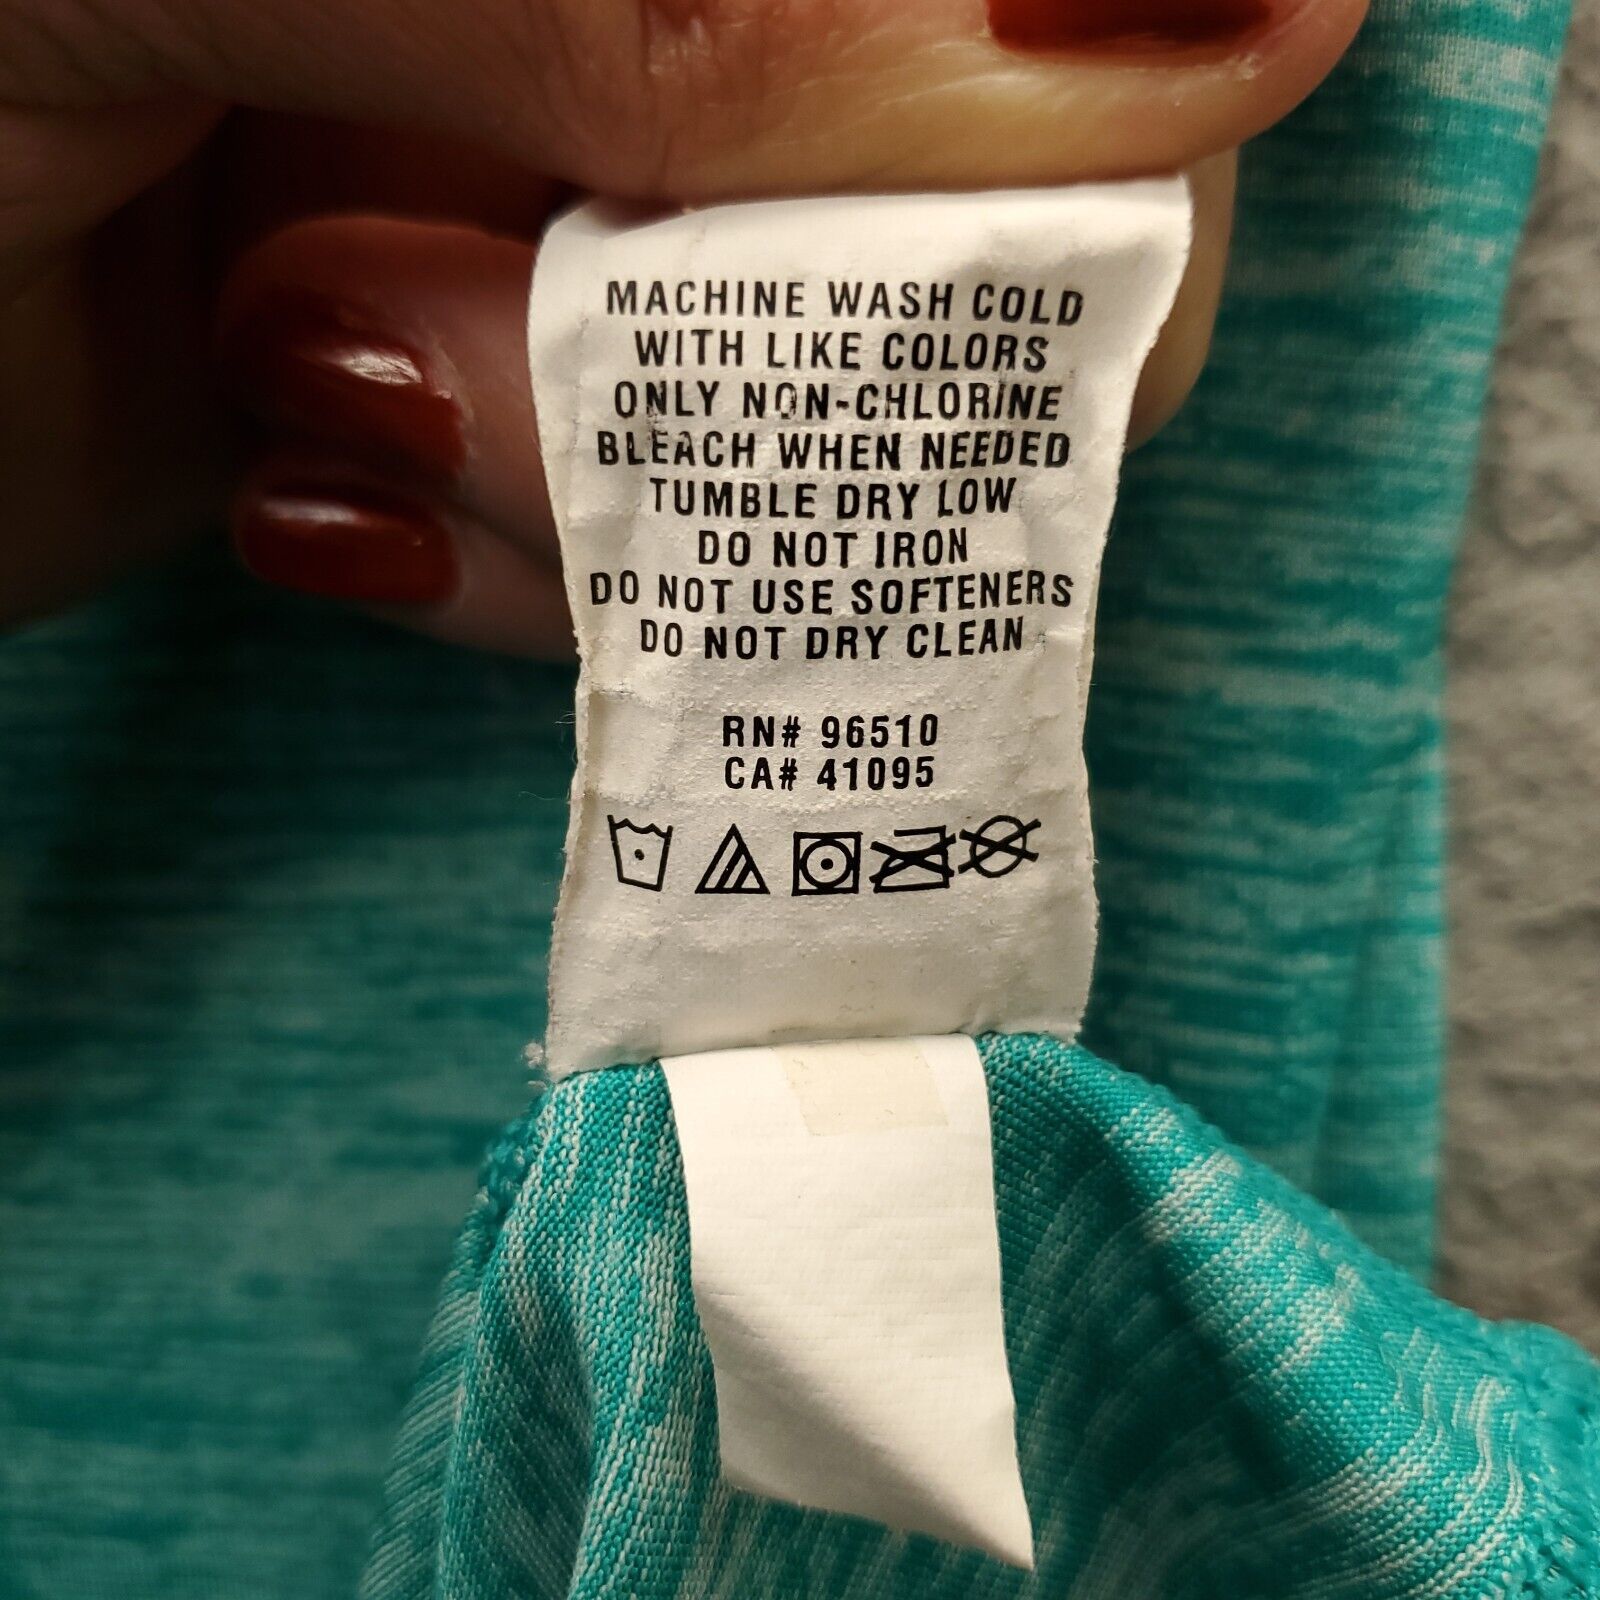 MACHINE WASH COLD
WITH LIKE COLORS
ONLY NON-CHLORINE
BLEACH WHEN NEEDED
TUMBLE DRY LOW
DO NOT IRON
DO NOT USE SOFTENERS
DO NOT DRY CLEAN
RN# 96510
CA# 41095